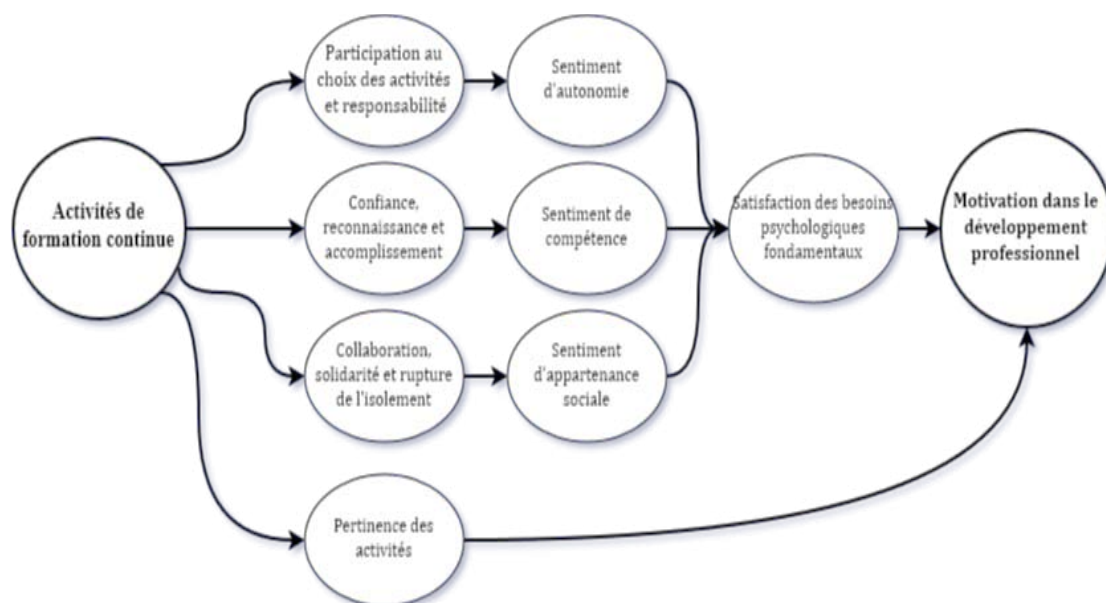 Participation au
choix des activités
et responsabilité
Sentiment
d'autonomie
Activités de
formation continue
Confiance,
reconnaissance et
accomplissement
Sentiment de
compétence
Satisfaction des besoins
psychologiques
fondamentaux
Motivation dans le
développement
professionnel
Collaboration,
solidarité et rupture
de l'isolement
Sentiment
d'appartenance
sociale
Pertinence des
activités